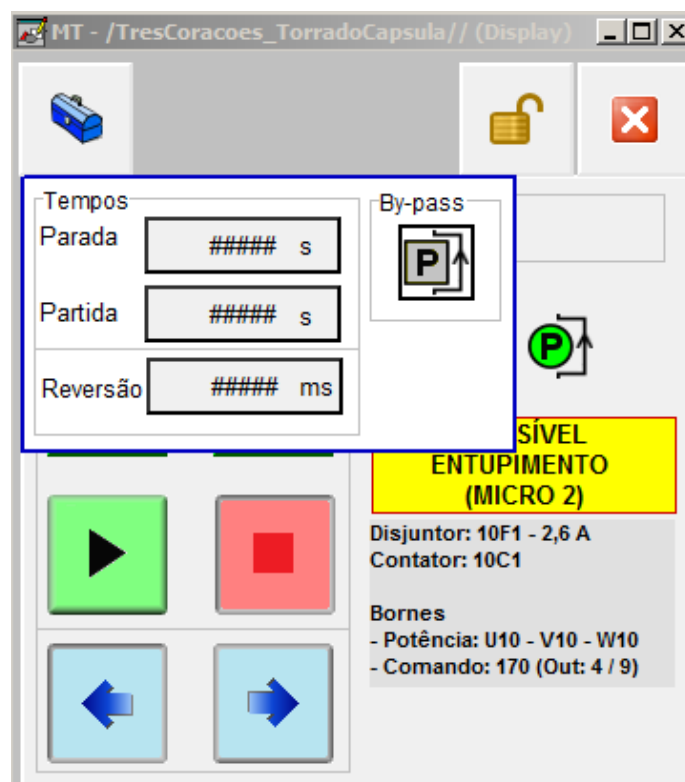 MT - /TresCoracoes_TorradoCapsula// (Display)
Tempos
Parada
##### s
Partida
##### s
Reversão
##### ms
By-pass
P
P
SÍVEL
ENTUPIMENTO
(MICRO 2)
Disjuntor: 10F1 - 2,6 A
Contator: 10C1
Bornes
- Potência: U10 - V10 - W10
- Comando: 170 (Out: 4 / 9)